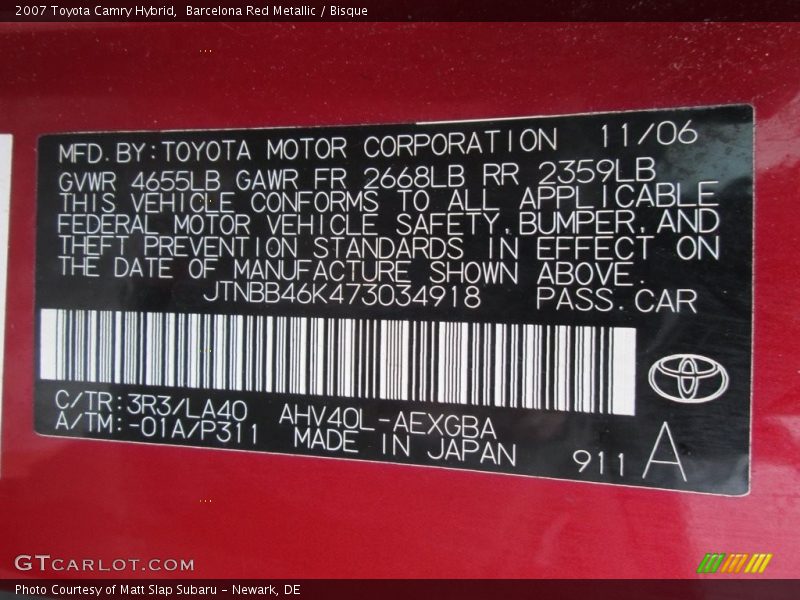 2007 Toyota Camry Hybrid, Barcelona Red Metallic / Bisque
MFD. BY: TOYOTA MOTOR CORPORATION 11/06
GVWR 4655LB GAWR FR 2668LB RR 2359LB
THIS VEHICLE CONFORMS TO ALL APPLICABLE
FEDERAL MOTOR VEHICLE SAFETY, BUMPER, AND
THEFT PREVENTION STANDARDS IN EFFECT ON
THE DATE OF MANUFACTURE SHOWN ABOVE.
JTNBB46K473034918 PASS. CAR
C/TR: 3R3/LA40 AHV40L-AEXGBA
A/TM: -01A/P311 MADE IN JAPAN
911 A
GTCARLOT.COM
Photo Courtesy of Matt Slap Subaru - Newark, DE